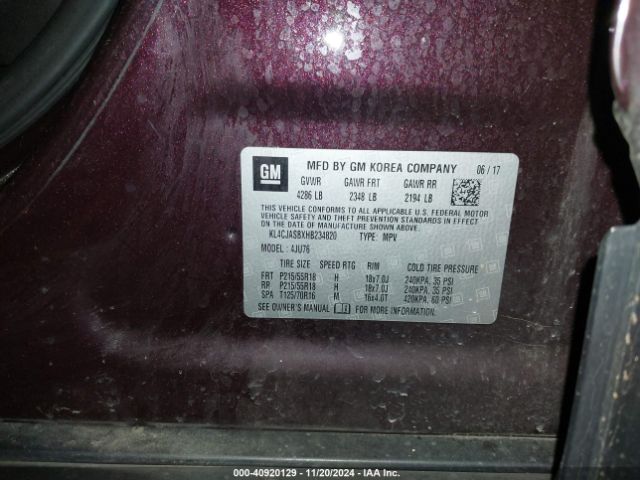 GM
MFD BY GM KOREA COMPANY 06 / 17
GVWR GAWR FRT GAWR RR
4286 LB 2348 LB 2194 LB
THIS VEHICLE CONFORMS TO ALL APPLICABLE U.S. FEDERAL MOTOR
VEHICLE SAFETY, BUMPER, AND THEFT PREVENTION STANDARDS IN EFFECT
ON THE DATE OF MANUFACTURE SHOWN ABOVE.
KL4CJASBXHB234820 TYPE: MPV
MODEL : 4JU76
TIRE SIZE SPEED RTG RIM COLD TIRE PRESSURE
FRT P215/55R18 H 18x7.0J 240KPA, 35 PSI
RR P215/55R18 H 18x7.0J 240KPA, 35 PSI
SPA T125/70R16 M 16x4.0T 420KPA, 60 PSI
SEE OWNER'S MANUAL FOR MORE INFORMATION.
000-40920129 - 11/20/2024 - IAA Inc.